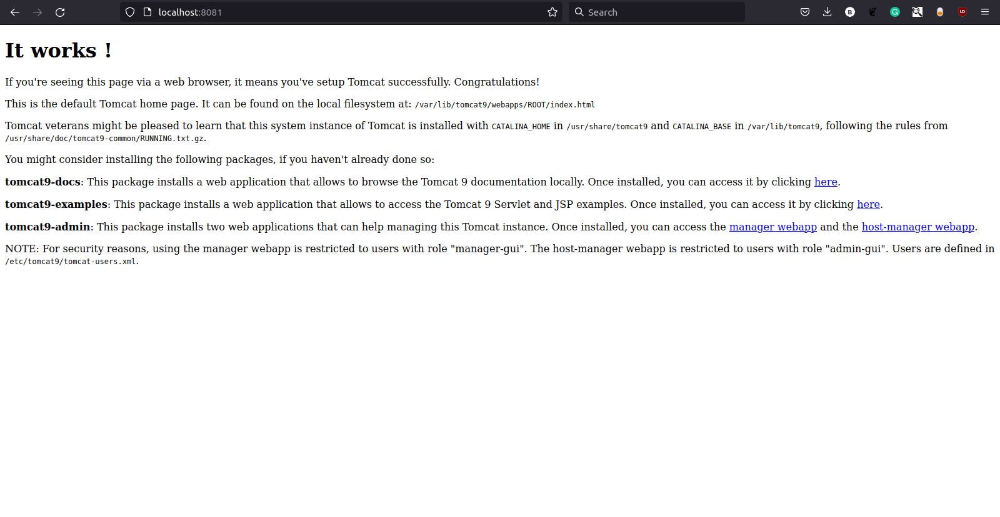 localhost:8081
Search
B
G
UD
It works !
If you're seeing this page via a web browser, it means you've setup Tomcat successfully. Congratulations!
This is the default Tomcat home page. It can be found on the local filesystem at: /var/lib/tomcat9/webapps/ROOT/index.html
Tomcat veterans might be pleased to learn that this system instance of Tomcat is installed with CATALINA_HOME in /usr/share/tomcat9 and CATALINA_BASE in /var/lib/tomcat9, following the rules from
/usr/share/doc/tomcat9-common/RUNNING.txt.gz.
You might consider installing the following packages, if you haven't already done so:
tomcat9-docs: This package installs a web application that allows to browse the Tomcat 9 documentation locally. Once installed, you can access it by clicking here.
tomcat9-examples: This package installs a web application that allows to access the Tomcat 9 Servlet and JSP examples. Once installed, you can access it by clicking here.
tomcat9-admin: This package installs two web applications that can help managing this Tomcat instance. Once installed, you can access the manager webapp and the host-manager webapp.
NOTE: For security reasons, using the manager webapp is restricted to users with role "manager-gui". The host-manager webapp is restricted to users with role "admin-gui". Users are defined in
/etc/tomcat9/tomcat-users.xml.